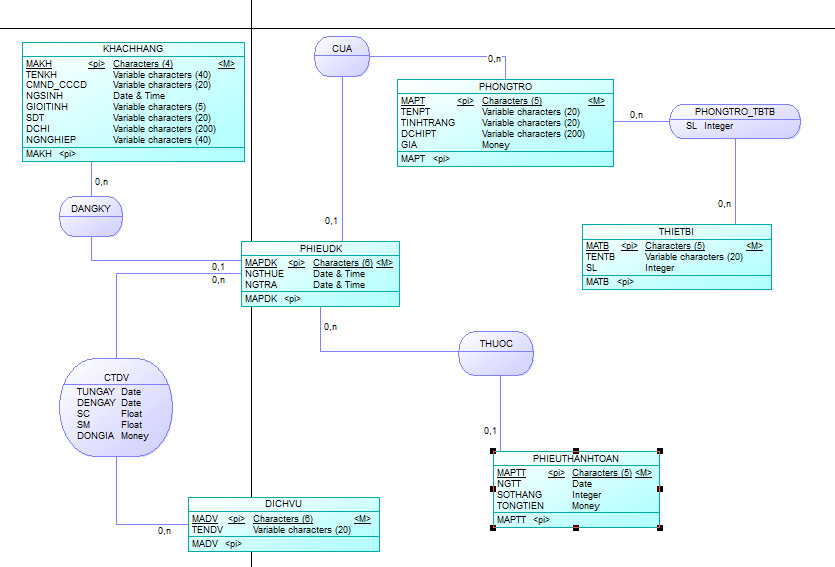 KHACHHANG
MAKH <pi> Characters (4) <M>
TENKH Variable characters (40)
CMND_CCCD Variable characters (20)
NGSINH Date & Time
GIOITINH Variable characters (5)
SDT Variable characters (20)
DCHI Variable characters (200)
NGNGHIEP Variable characters (40)
MAKH <pi>
0,n
DANGKY
0,1
CUA
0,n
0,1
PHONGTRO
MAPT <pi> Characters (5) <M>
TENPT Variable characters (20)
TINHTRANG Variable characters (20)
DCHIPT Variable characters (200)
GIA Money
MAPT <pi>
0,n
PHONGTRO_TBTB
SL Integer
0,n
THIETBI
MATB <pi> Characters (5) <M>
TENTB Variable characters (20)
SL Integer
MATB <pi>
PHIEUDK
MAPDK <pi> Characters (6) <M>
NGTHUE Date & Time
NGTRA Date & Time
MAPDK <pi>
0,n
0,n
THUOC
0,1
CTDV
TUNGAY Date
DENGAY Date
SC Float
SM Float
DONGIA Money
0,n
DICHVU
MADV <pi> Characters (6) <M>
TENDV Variable characters (20)
MADV <pi>
PHIEUTHANHTOAN
MAPTT <pi> Characters (5) <M>
NGTT Date
SOTHANG Integer
TONGTIEN Money
MAPTT <pi>